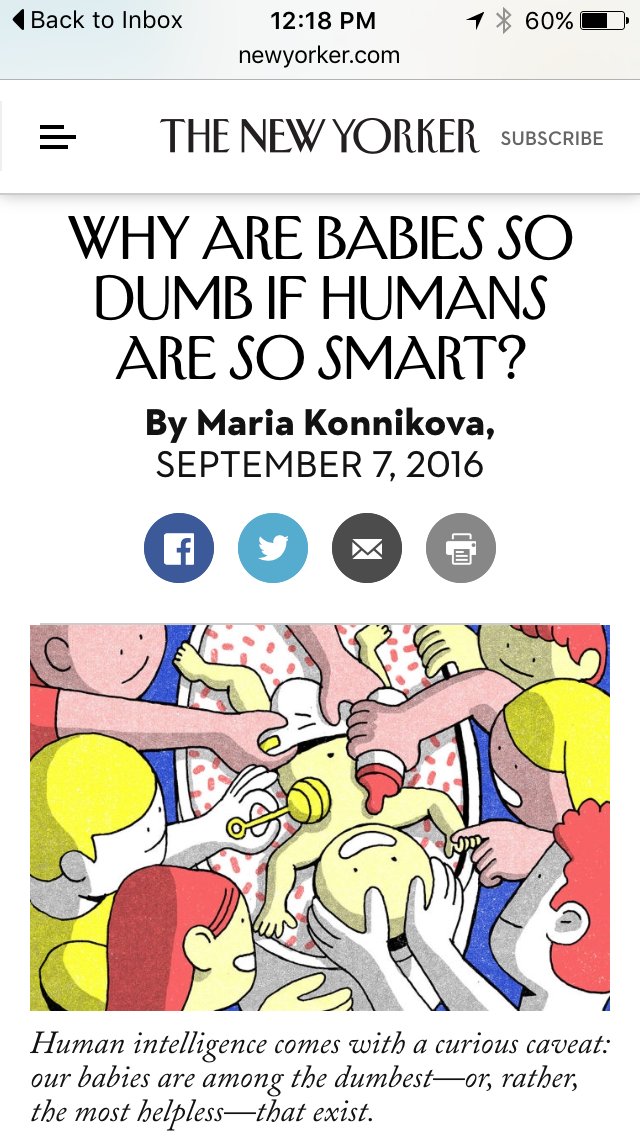 Back to Inbox 12:18 PM 60%
newyorker.com
THE NEW YORKER SUBSCRIBE
WHY ARE BABIES SO
DUMB IF HUMANS
ARE SO SMART?
By Maria Konnikova,
SEPTEMBER 7, 2016
Human intelligence comes with a curious caveat:
our babies are among the dumbest—or, rather,
the most helpless—that exist.